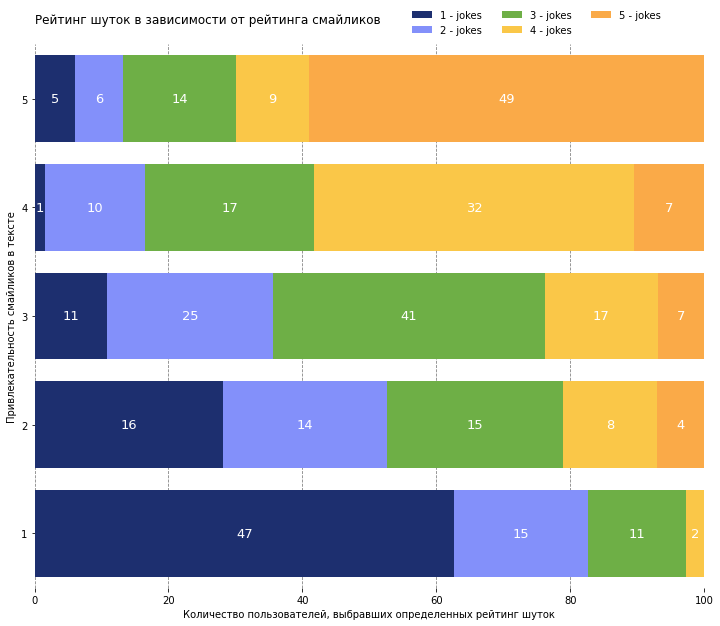 Рейтинг шуток в зависимости от рейтинга смайликов
1 - jokes 3 - jokes 5 - jokes
2 - jokes 4 - jokes
Привлекательность смайликов в тексте
5 5 6 14 9 49
4 1 10 17 32 7
3 11 25 41 17 7
2 16 14 15 8 4
1 47 15 11 2
0 20 40 60 80 100
Количество пользователей, выбравших определенных рейтинг шуток